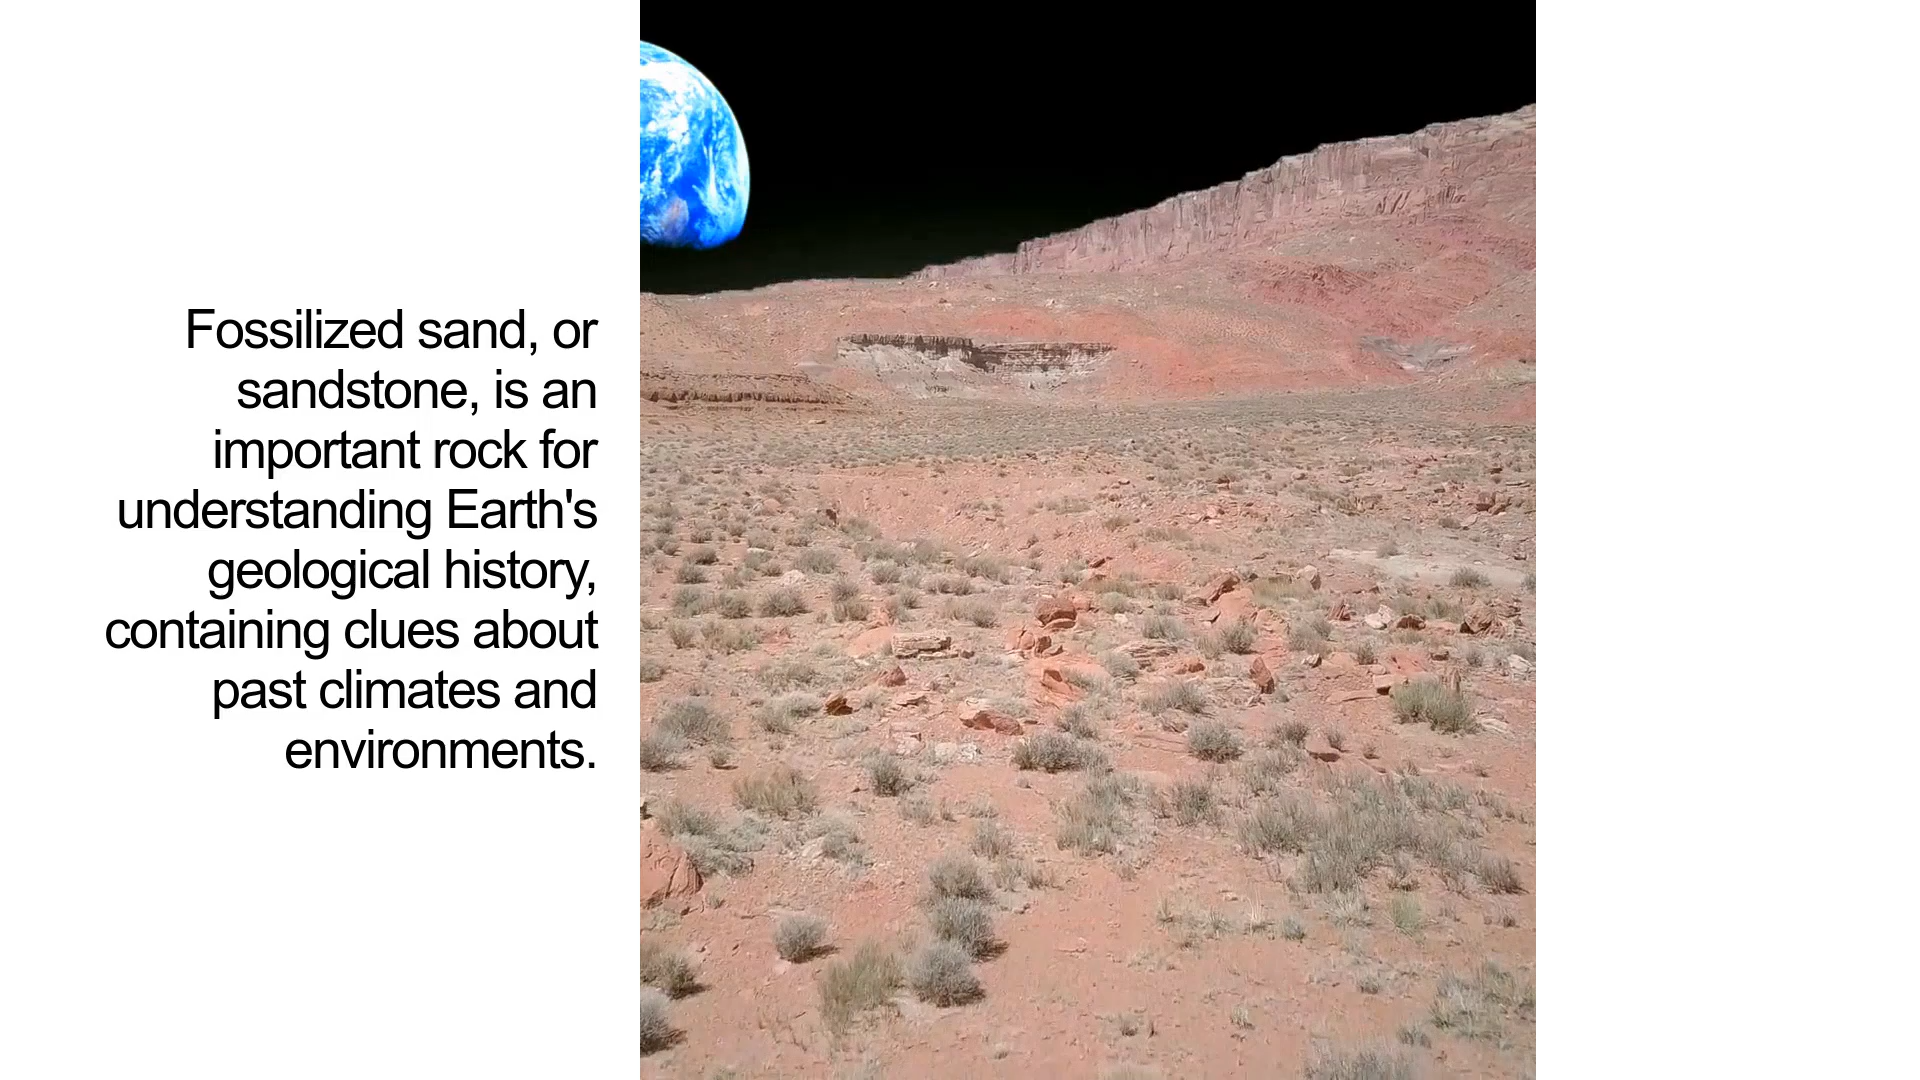 Fossilized sand, or
sandstone, is an
important rock for
understanding Earth's
geological history,
containing clues about
past climates and
environments.